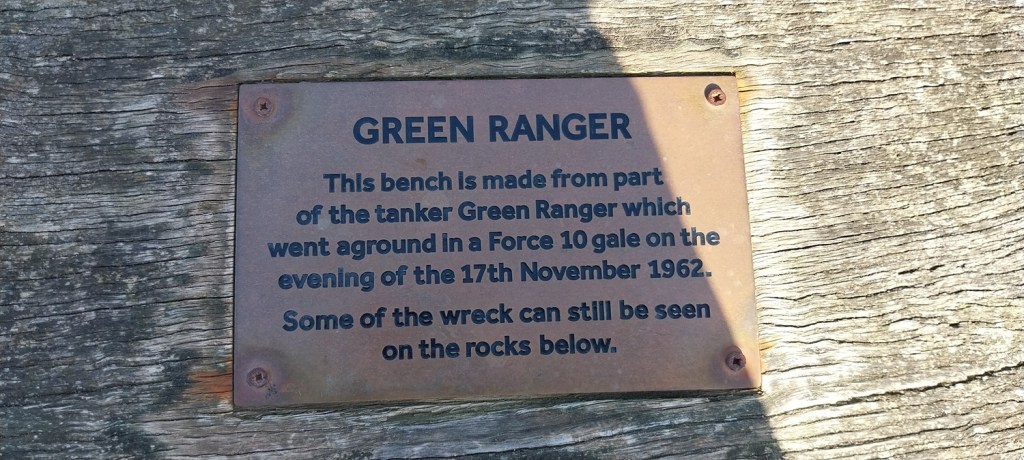 GREEN RANGER
This bench is made from part
of the tanker Green Ranger which
went aground in a Force 10 gale on the
evening of the 17th November 1962.
Some of the wreck can still be seen
on the rocks below.